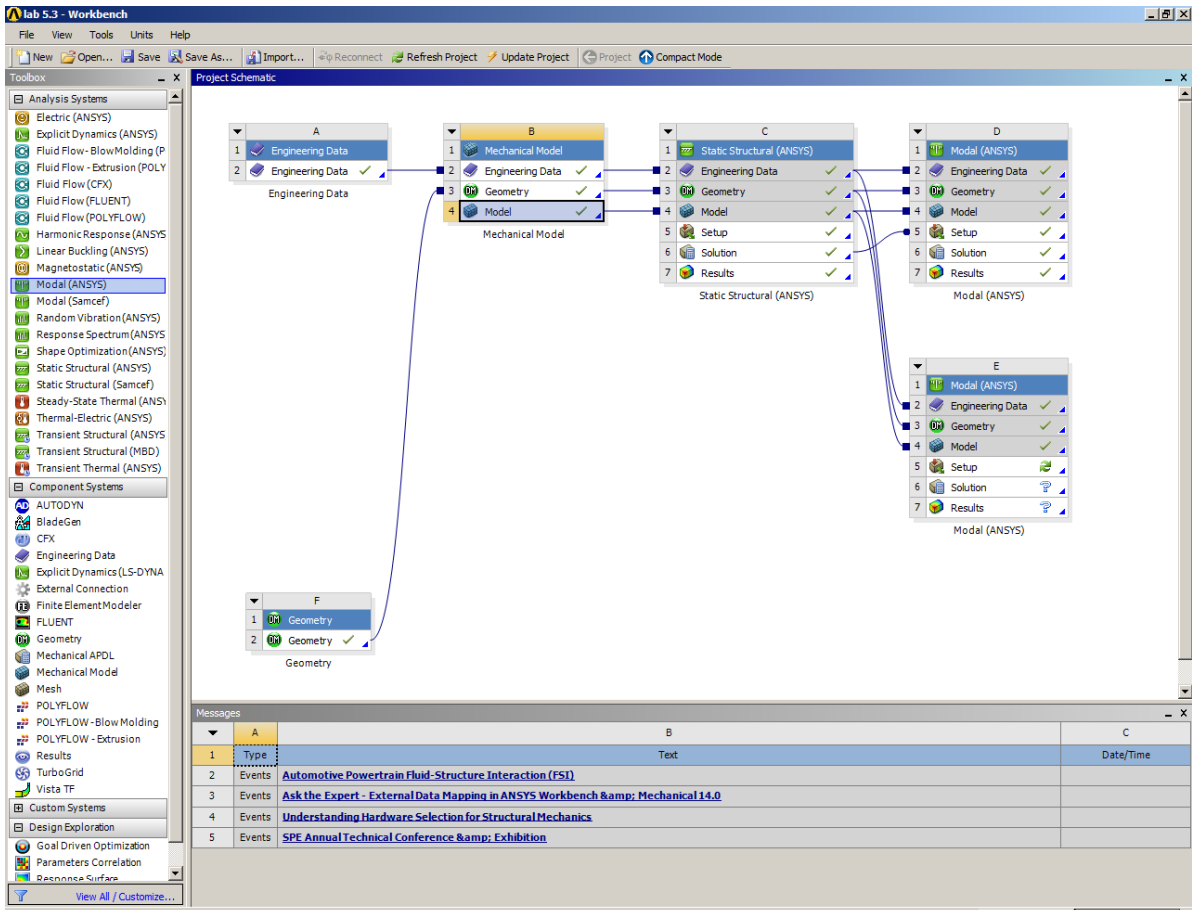 lab 5.3 - Workbench
File View Tools Units Help
New Open... Save Save As... Import... Reconnect Refresh Project Update Project Project Compact Mode
Toolbox
Analysis Systems
Electric (ANSYS)
Explicit Dynamics (ANSYS)
Fluid Flow-BlowMolding (P
Fluid Flow - Extrusion (POLY
Fluid Flow (CFX)
Fluid Flow (FLUENT)
Fluid Flow (POLYFLOW)
Harmonic Response (ANSYS
Linear Buckling (ANSYS)
Magnetostatic (ANSYS)
Modal (ANSYS)
Modal (Samcef)
Random Vibration (ANSYS)
Response Spectrum (ANSYS
Shape Optimization (ANSYS)
Static Structural (ANSYS)
Static Structural (Samcef)
Steady-State Thermal (ANSY
Thermal-Electric (ANSYS)
Transient Structural (ANSYS
Transient Structural (MBD)
Transient Thermal (ANSYS)
Component Systems
AUTODYN
BladeGen
CFX
Engineering Data
Explicit Dynamics (LS-DYNA
External Connection
Finite Element Modeler
FLUENT
Geometry
Mechanical APDL
Mechanical Model
Mesh
POLYFLOW
POLYFLOW - Blow Molding
POLYFLOW - Extrusion
Results
TurboGrid
Vista TF
Custom Systems
Design Exploration
Goal Driven Optimization
Parameters Correlation
Response Surface
View All / Customize...
Project Schematic
A
1 Engineering Data
2 Engineering Data
Engineering Data
B
1 Mechanical Model
2 Engineering Data
3 Geometry
4 Model
Mechanical Model
C
1 Static Structural (ANSYS)
2 Engineering Data
3 Geometry
4 Model
5 Setup
6 Solution
7 Results
Static Structural (ANSYS)
D
1 Modal (ANSYS)
2 Engineering Data
3 Geometry
4 Model
5 Setup
6 Solution
7 Results
Modal (ANSYS)
E
1 Modal (ANSYS)
2 Engineering Data
3 Geometry
4 Model
5 Setup
6 Solution
7 Results
Modal (ANSYS)
F
1 Geometry
2 Geometry
Geometry
Messages
A B C
1 Type Text Date/Time
2 Events Automotive Powertrain Fluid-Structure Interaction (FSI)
3 Events Ask the Expert - External Data Mapping in ANSYS Workbench &amp; Mechanical 14.0
4 Events Understanding Hardware Selection for Structural Mechanics
5 Events SPE Annual Technical Conference &amp; Exhibition